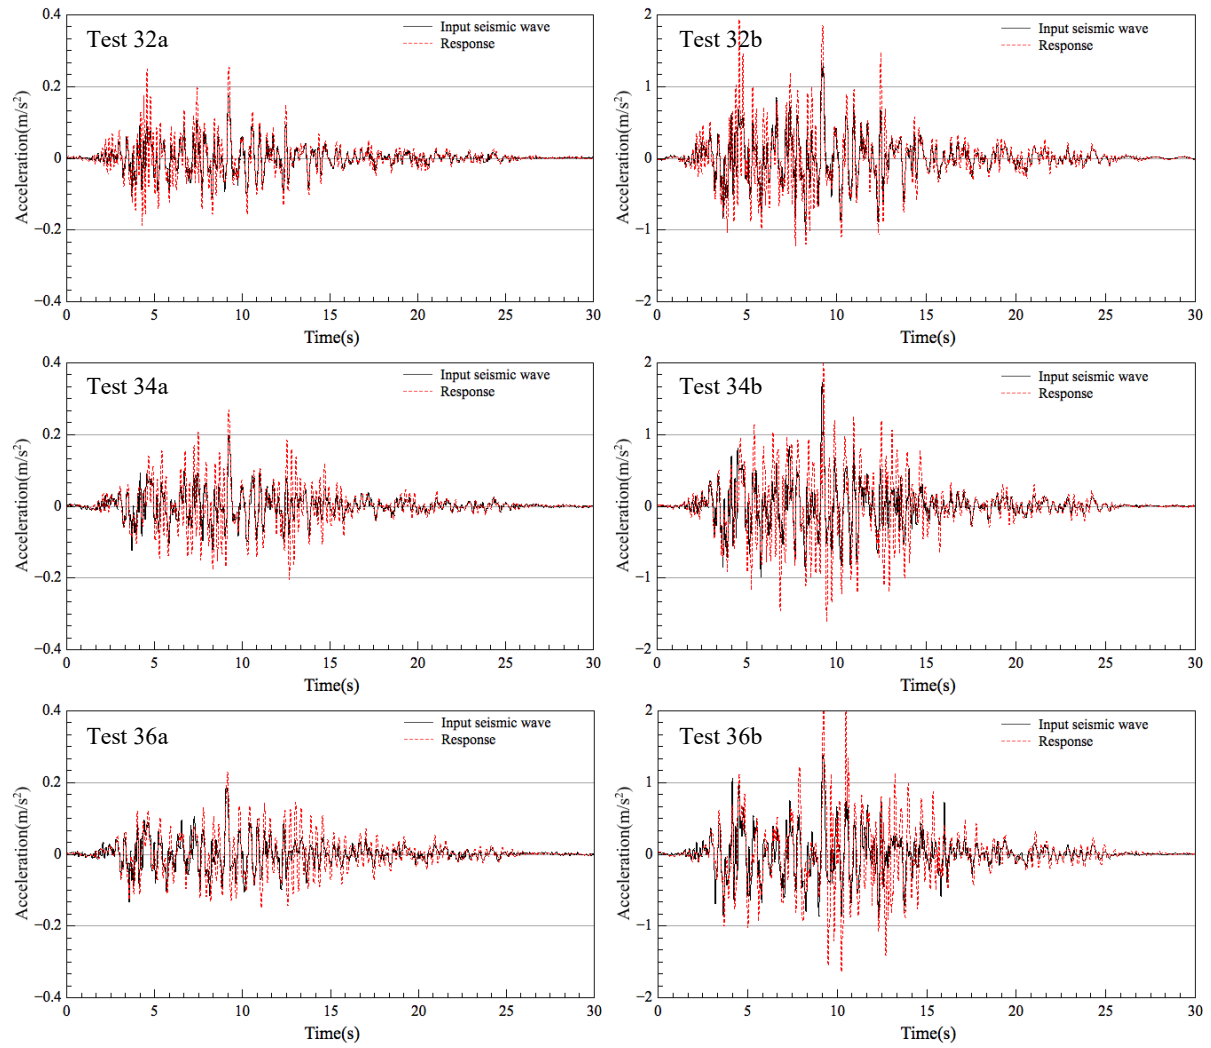 Test 32a
Input seismic wave
Response
Acceleration(m/s²)
0.4
0.2
0
−0.2
−0.4
0 5 10 15 20 25 30
Time(s)
Test 32b
Input seismic wave
Response
Acceleration(m/s²)
2
1
0
−1
−2
0 5 10 15 20 25 30
Time(s)
Test 34a
Input seismic wave
Response
Acceleration(m/s²)
0.4
0.2
0
−0.2
−0.4
0 5 10 15 20 25 30
Time(s)
Test 34b
Input seismic wave
Response
Acceleration(m/s²)
2
1
0
−1
−2
0 5 10 15 20 25 30
Time(s)
Test 36a
Input seismic wave
Response
Acceleration(m/s²)
0.4
0.2
0
−0.2
−0.4
0 5 10 15 20 25 30
Time(s)
Test 36b
Input seismic wave
Response
Acceleration(m/s²)
2
1
0
−1
−2
0 5 10 15 20 25 30
Time(s)